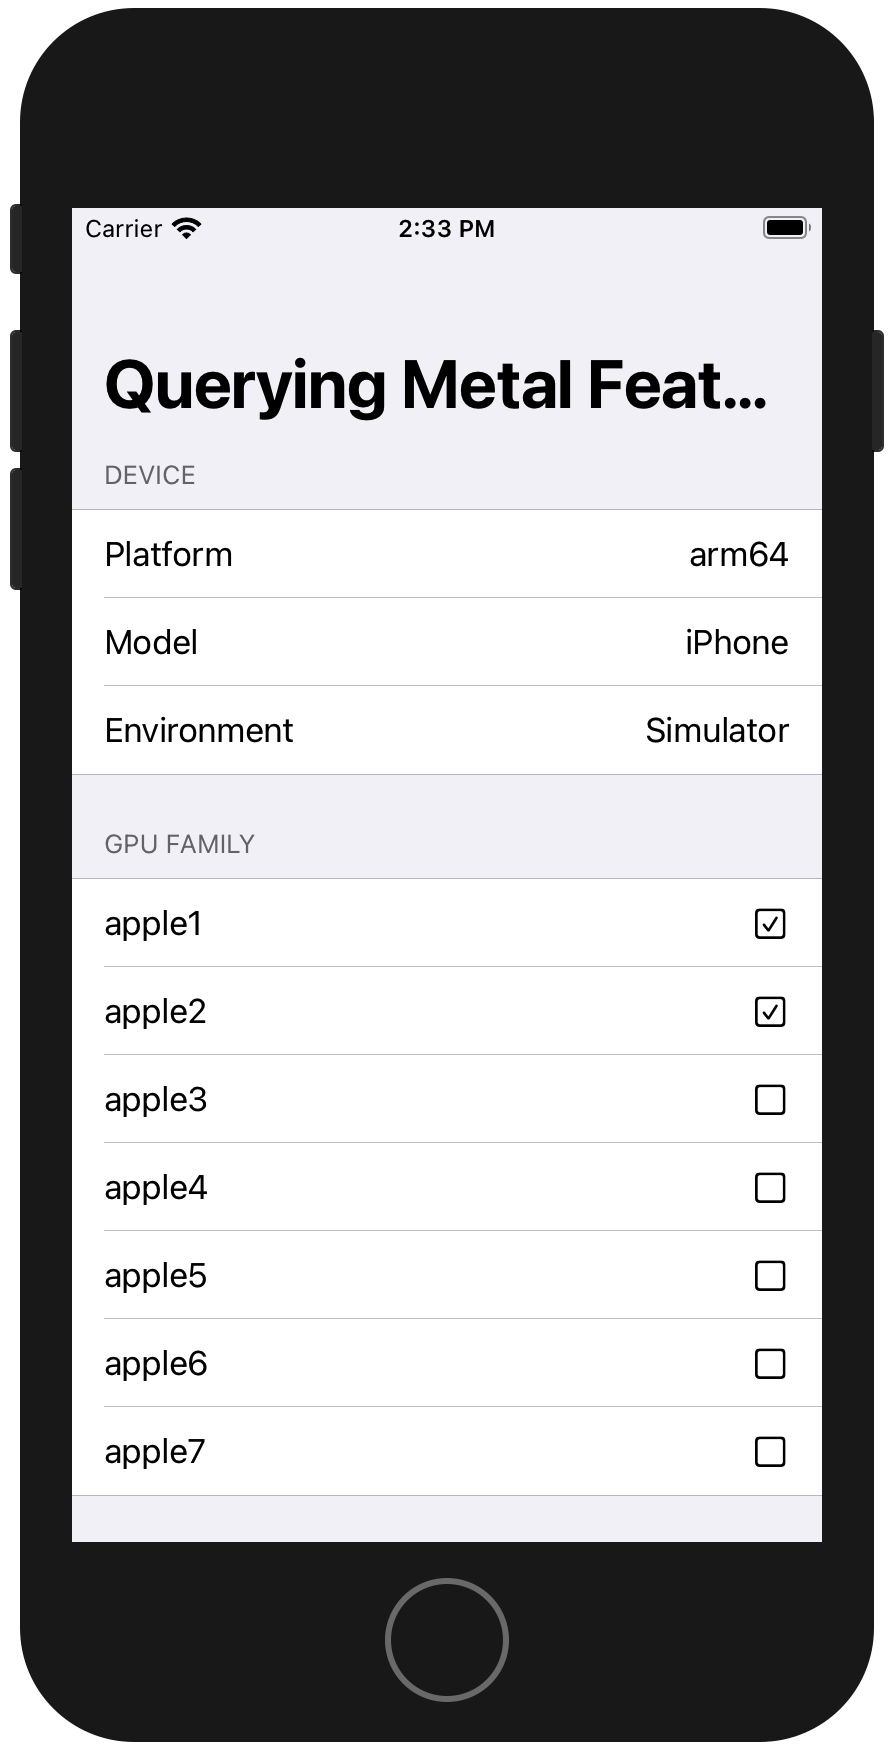 Carrier 2:33 PM
Querying Metal Feat...
DEVICE
Platform arm64
Model iPhone
Environment Simulator
GPU FAMILY
apple1
apple2
apple3
apple4
apple5
apple6
apple7